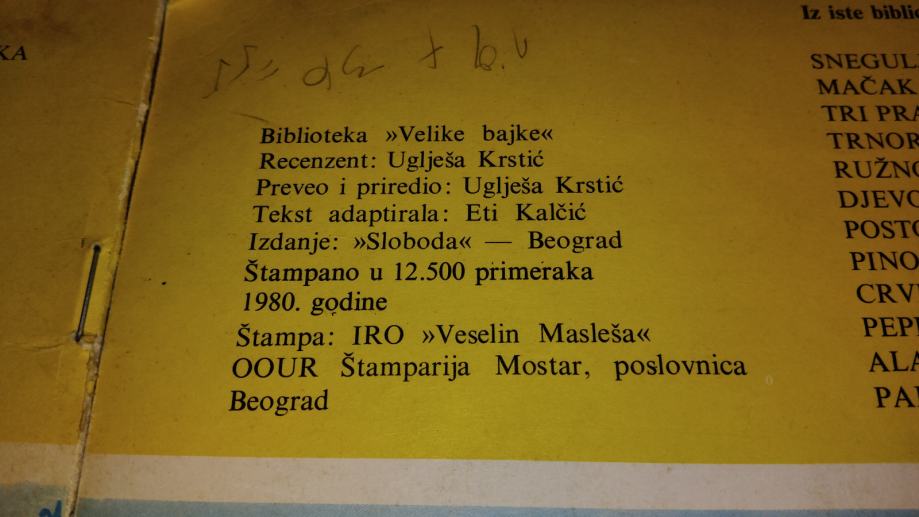 KA
Biblioteka »Velike bajke«
Recenzent: Uglješa Krstić
Preveo i priredio: Uglješa Krstić
Tekst adaptirala: Eti Kalčić
Izdanje: »Sloboda« — Beograd
Štampano u 12.500 primeraka
1980. godine
Štampa: IRO »Veselin Masleša«
OOUR Štamparija Mostar, poslovnica
Beograd
Iz iste biblio
SNEGUL
MAČAK
TRI PRA
TRNOR
RUŽNO
DJEVO
POSTO
PINO
CRV
PEP
ALA
PA